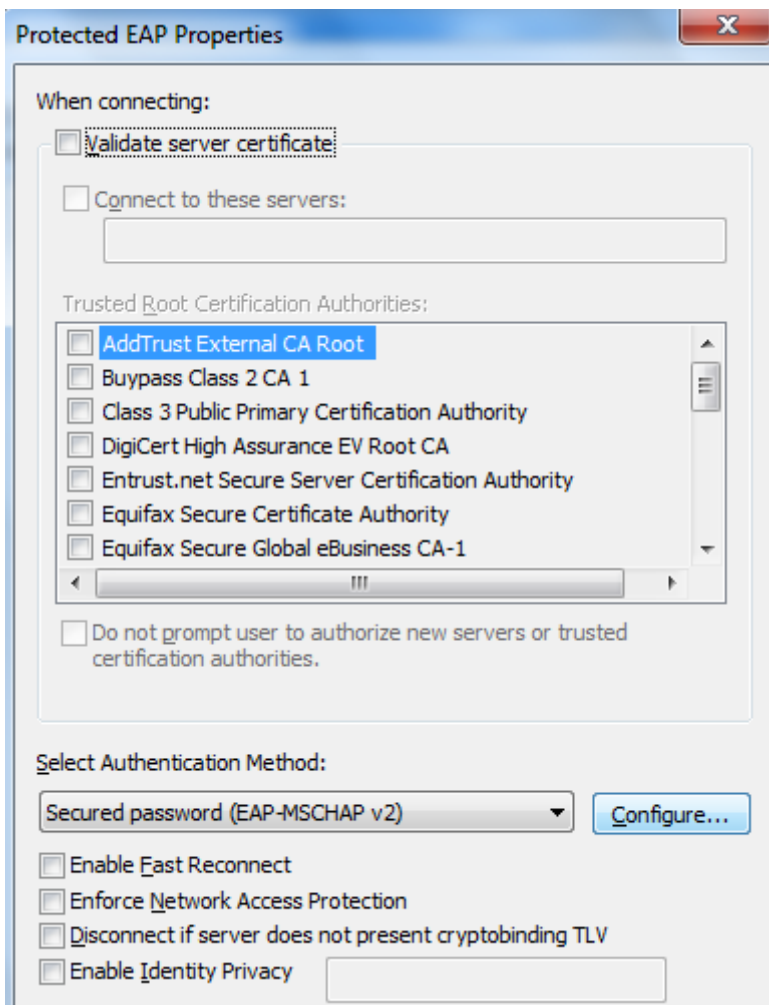 Protected EAP Properties
When connecting:
Validate server certificate
Connect to these servers:
Trusted Root Certification Authorities:
AddTrust External CA Root
Buypass Class 2 CA 1
Class 3 Public Primary Certification Authority
DigiCert High Assurance EV Root CA
Entrust.net Secure Server Certification Authority
Equifax Secure Certificate Authority
Equifax Secure Global eBusiness CA-1
Do not prompt user to authorize new servers or trusted
certification authorities.
Select Authentication Method:
Secured password (EAP-MSCHAP v2)
Configure...
Enable Fast Reconnect
Enforce Network Access Protection
Disconnect if server does not present cryptobinding TLV
Enable Identity Privacy